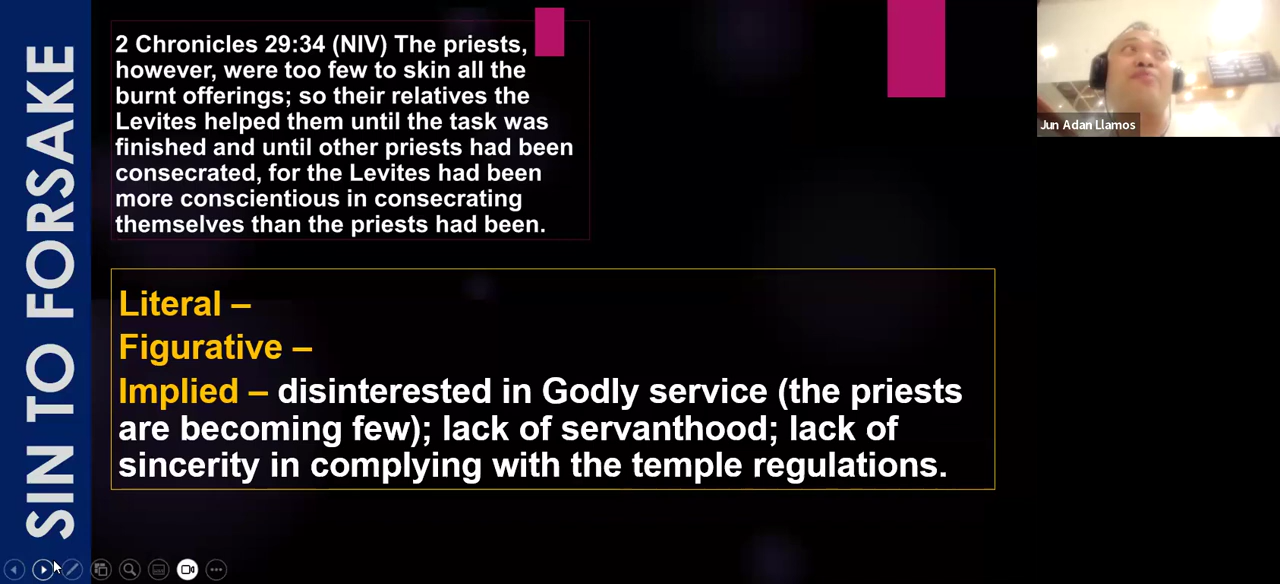 SIN TO FORSAKE
2 Chronicles 29:34 (NIV) The priests,
however, were too few to skin all the
burnt offerings; so their relatives the
Levites helped them until the task was
finished and until other priests had been
consecrated, for the Levites had been
more conscientious in consecrating
themselves than the priests had been.
Literal –
Figurative –
Implied – disinterested in Godly service (the priests
are becoming few); lack of servanthood; lack of
sincerity in complying with the temple regulations.
Jun Adan Llamos